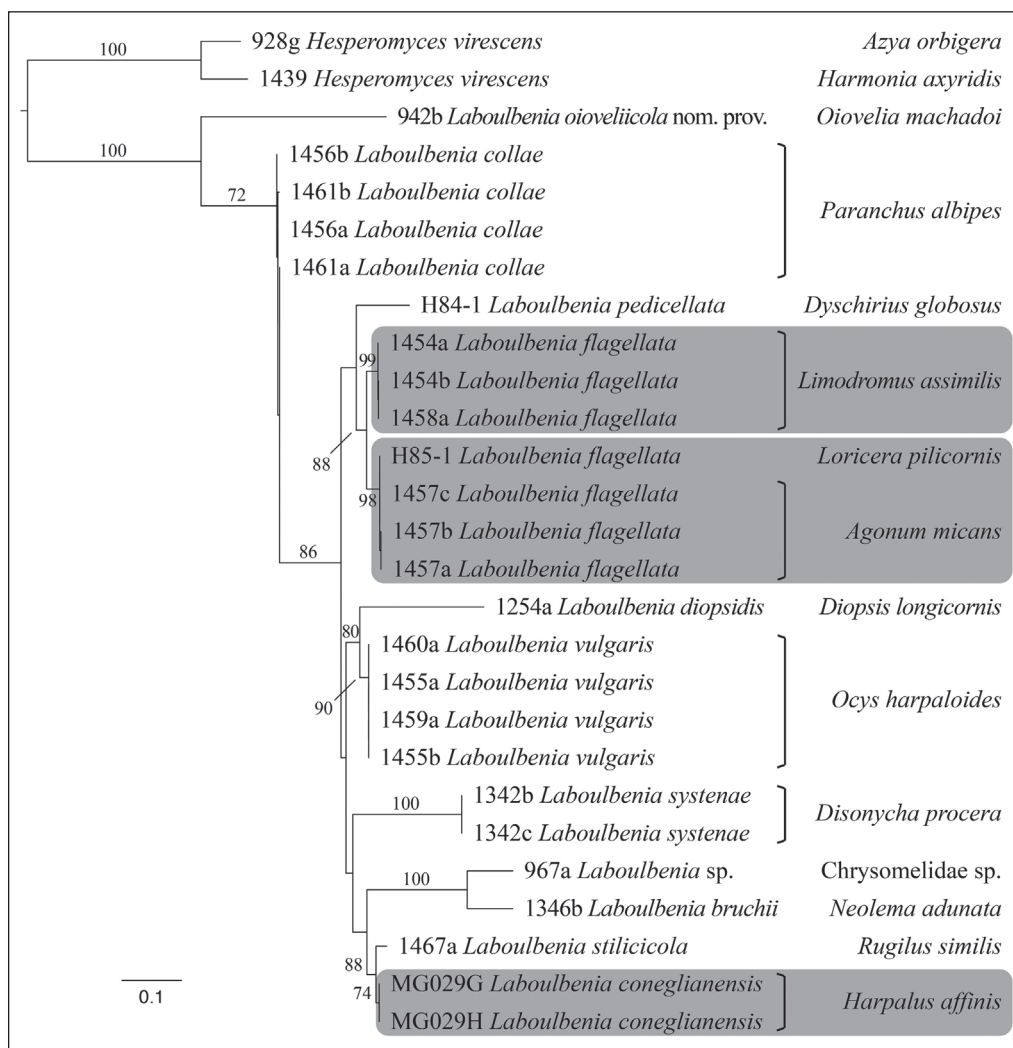 100
928g Hesperomyces virescens Azya orbigera
1439 Hesperomyces virescens Harmonia axyridis
942b Laboulbenia oioveliicola nom. prov. Oiovelia machadoi
100
1456b Laboulbenia collae
72
1461b Laboulbenia collae
Paranchus albipes
1456a Laboulbenia collae
1461a Laboulbenia collae
H84-1 Laboulbenia pedicellata Dyschirius globosus
1454a Laboulbenia flagellata
99
1454b Laboulbenia flagellata Limodromus assimilis
1458a Laboulbenia flagellata
88
H85-1 Laboulbenia flagellata Loricera pilicornis
98
1457c Laboulbenia flagellata
1457b Laboulbenia flagellata Agonum micans
86
1457a Laboulbenia flagellata
1254a Laboulbenia diopsidis Diopsis longicornis
80
1460a Laboulbenia vulgaris
1455a Laboulbenia vulgaris
Ocys harpaloides
90
1459a Laboulbenia vulgaris
1455b Laboulbenia vulgaris
100
1342b Laboulbenia systenae
Disonycha procera
1342c Laboulbenia systenae
100
967a Laboulbenia sp. Chrysomelidae sp.
1346b Laboulbenia bruchii Neolema adunata
1467a Laboulbenia stilicicola Rugilus similis
88
MG029G Laboulbenia coneglianensis
74
Harpalus affinis
MG029H Laboulbenia coneglianensis
0.1